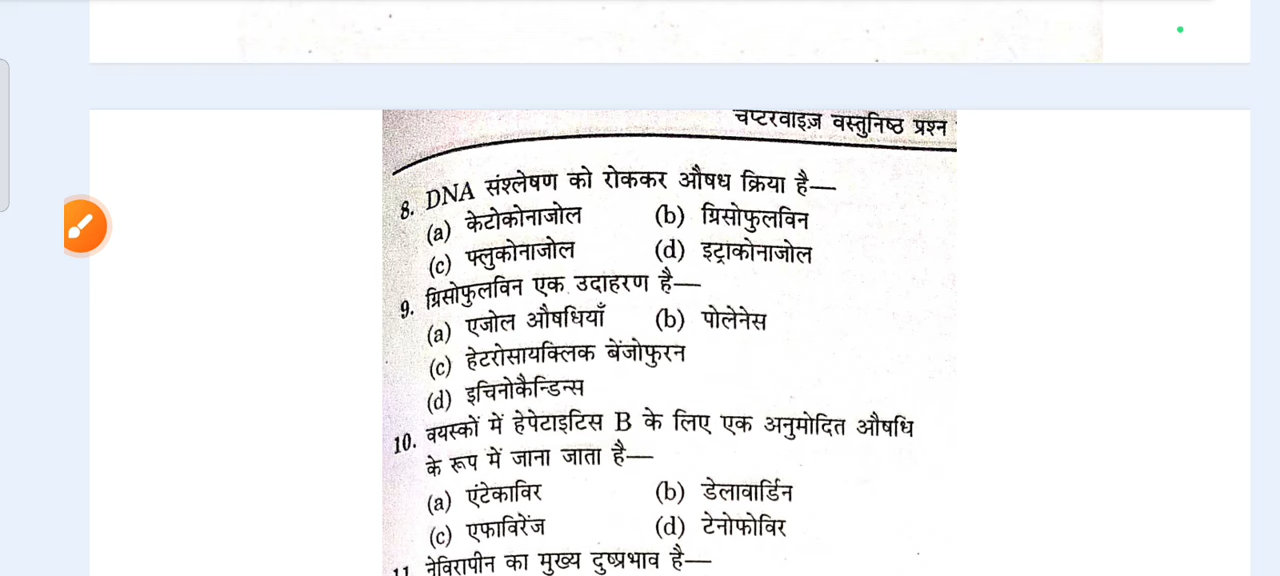 चेप्टरवाइज़ वस्तुनिष्ठ प्रश्न
8. DNA संश्लेषण को रोककर औषध क्रिया है—
(a) केटोकोनाजोल (b) ग्रिसोफुलविन
(c) फ्लुकोनाजोल (d) इट्राकोनाजोल
9. ग्रिसोफुलविन एक उदाहरण है—
(a) एजोल औषधियाँ (b) पोलेनेस
(c) हेटरोसायक्लिक बेंजोफुरन
(d) इचिनोकैन्डिन्स
10. वयस्कों में हेपेटाइटिस B के लिए एक अनुमोदित औषधि
के रूप में जाना जाता है—
(a) एंटेकाविर (b) डेलावार्डिन
(c) एफाविरेंज (d) टेनोफोविर
11. नेविरापीन का मुख्य दुष्प्रभाव है—